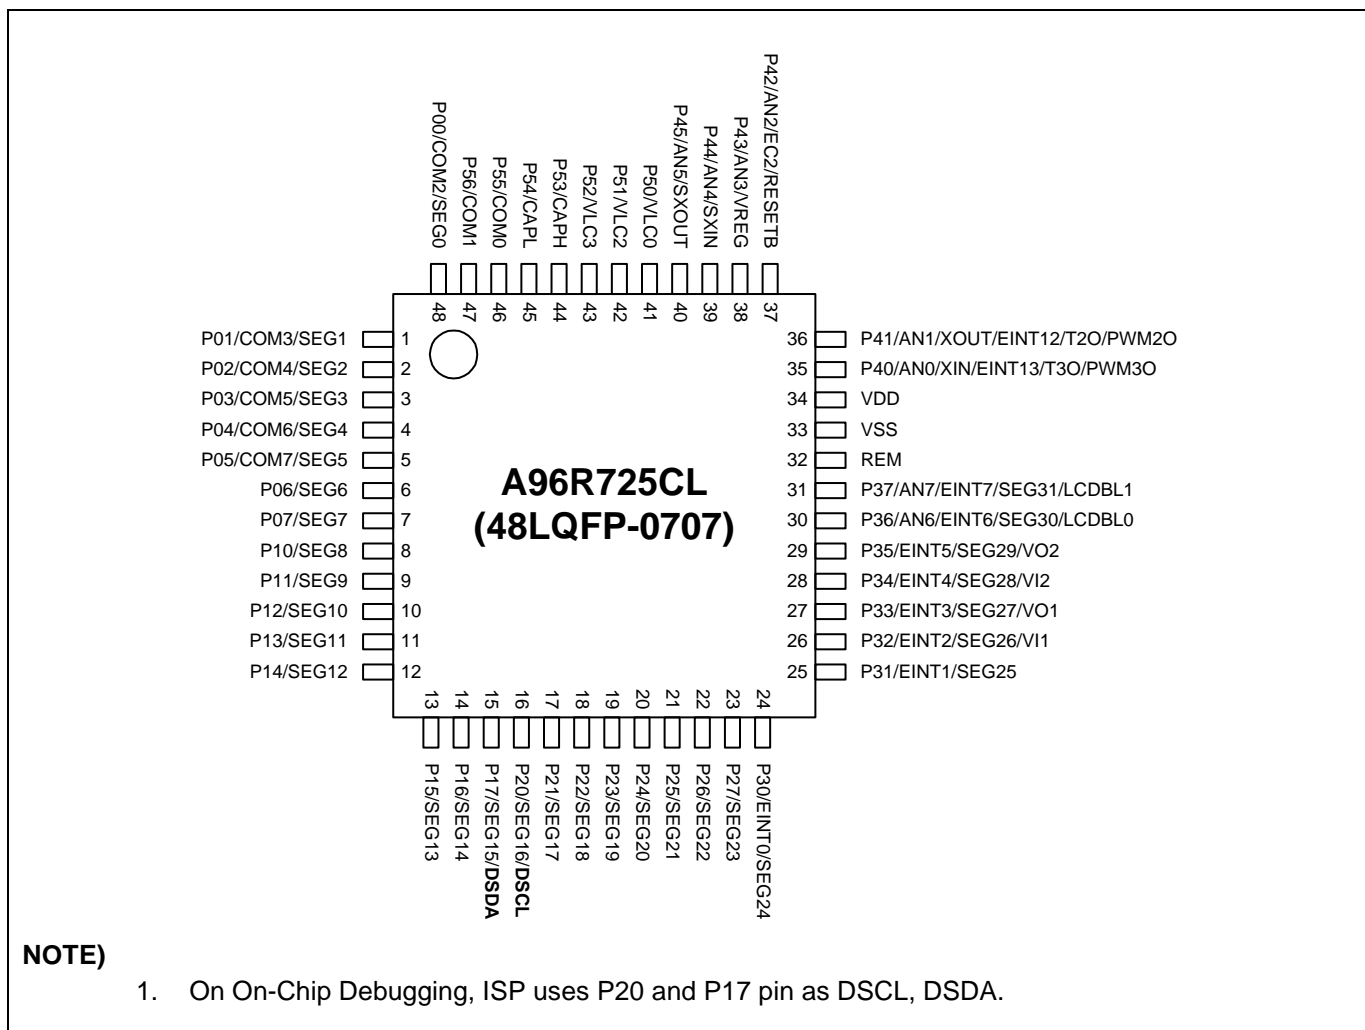 P00/COM2/SEG0
P56/COM1
P55/COM0
P54/CAPL
P53/CAPH
P52/VLC3
P51/VLC2
P50/VLC0
P45/AN5/SXOUT
P44/AN4/SXIN
P43/AN3/VREG
P42/AN2/EC2/RESETB
48
47
46
45
44
43
42
41
40
39
38
37
P01/COM3/SEG1 1
P02/COM4/SEG2 2
P03/COM5/SEG3 3
P04/COM6/SEG4 4
P05/COM7/SEG5 5
P06/SEG6 6
P07/SEG7 7
P10/SEG8 8
P11/SEG9 9
P12/SEG10 10
P13/SEG11 11
P14/SEG12 12
A96R725CL
(48LQFP-0707)
36 P41/AN1/XOUT/EINT12/T2O/PWM2O
35 P40/AN0/XIN/EINT13/T3O/PWM3O
34 VDD
33 VSS
32 REM
31 P37/AN7/EINT7/SEG31/LCDBL1
30 P36/AN6/EINT6/SEG30/LCDBL0
29 P35/EINT5/SEG29/VO2
28 P34/EINT4/SEG28/VI2
27 P33/EINT3/SEG27/VO1
26 P32/EINT2/SEG26/VI1
25 P31/EINT1/SEG25
13
14
15
16
17
18
19
20
21
22
23
24
P15/SEG13
P16/SEG14
P17/SEG15/DSDA
P20/SEG16/DSCL
P21/SEG17
P22/SEG18
P23/SEG19
P24/SEG20
P25/SEG21
P26/SEG22
P27/SEG23
P30/EINT0/SEG24
NOTE)
1. On On-Chip Debugging, ISP uses P20 and P17 pin as DSCL, DSDA.